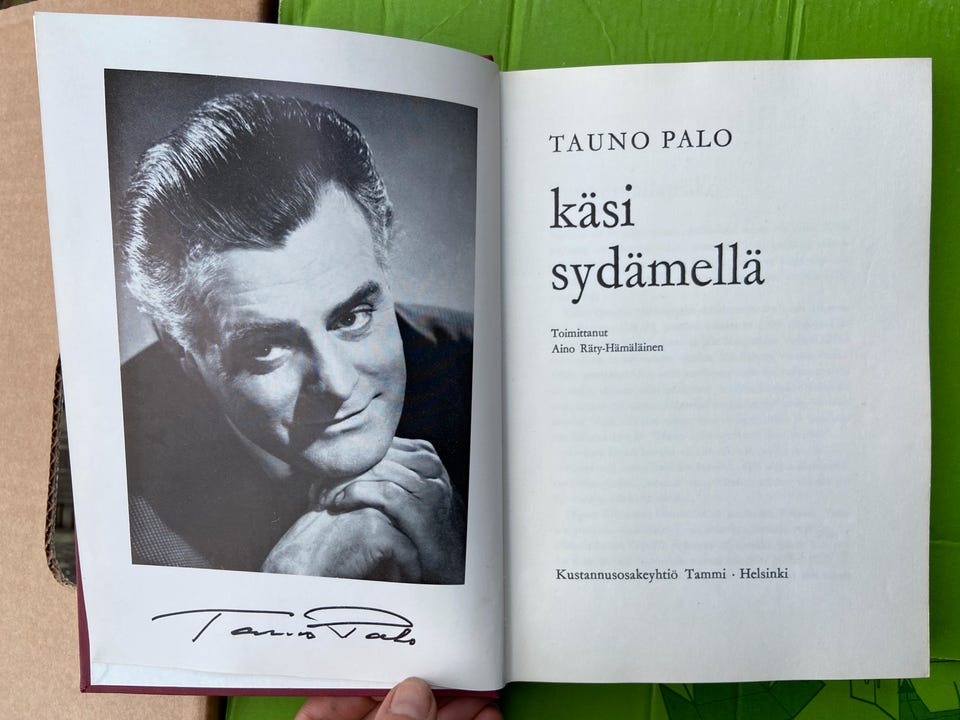 Tauno Palo
TAUNO PALO
käsi
sydämellä
Toimittanut
Aino Räty-Hämäläinen
Kustannusosakeyhtiö Tammi · Helsinki